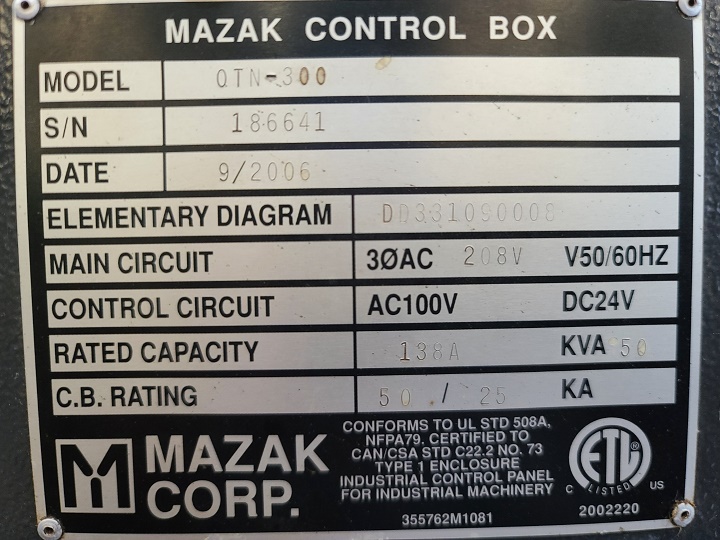 MAZAK CONTROL BOX
MODEL QTN-300
S/N 186641
DATE 9/2006
ELEMENTARY DIAGRAM
MAIN CIRCUIT 3ØAC 208V V50/60HZ
CONTROL CIRCUIT AC100V DC24V
RATED CAPACITY 138A KVA 50
C.B. RATING 50 / 25 KA
CONFORMS TO UL STD 508A,
NFPA79. CERTIFIED TO
CAN/CSA STD C22.2 NO. 73
TYPE 1 ENCLOSURE
INDUSTRIAL CONTROL PANEL
FOR INDUSTRIAL MACHINERY
MAZAK
CORP.
355762M1081
ETL
C LISTED US
2002220